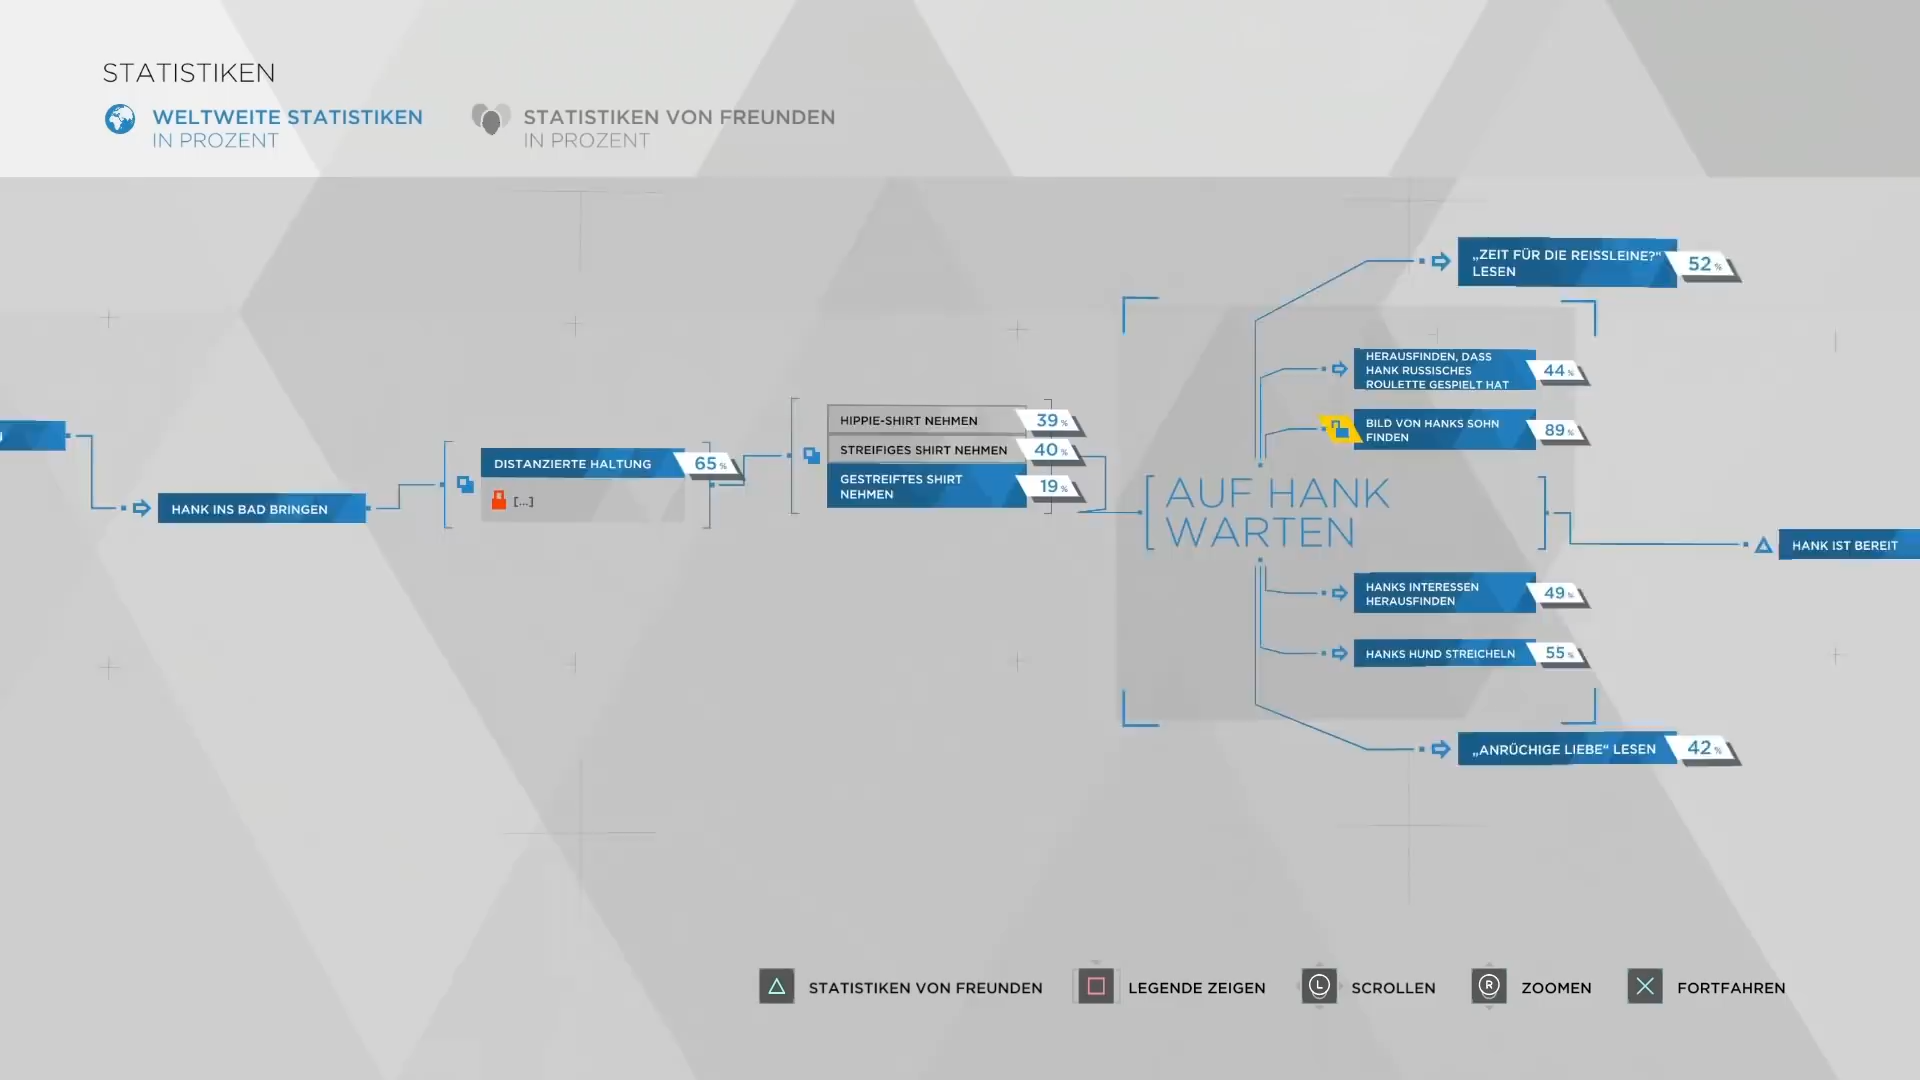 STATISTIKEN
WELTWEITE STATISTIKEN
IN PROZENT
STATISTIKEN VON FREUNDEN
IN PROZENT
„ZEIT FÜR DIE REISSLEINE?“
LESEN
52%
HERAUSFINDEN, DASS
HANK RUSSISCHES
ROULETTE GESPIELT HAT
44%
BILD VON HANKS SOHN
FINDEN
89%
HIPPIE-SHIRT NEHMEN
39%
STREIFIGES SHIRT NEHMEN
40%
GESTREIFTES SHIRT
NEHMEN
19%
DISTANZIERTE HALTUNG
65%
[...]
HANK INS BAD BRINGEN
AUF HANK
WARTEN
HANK IST BEREIT
HANKS INTERESSEN
HERAUSFINDEN
49%
HANKS HUND STREICHELN
55%
„ANRÜCHIGE LIEBE“ LESEN
42%
STATISTIKEN VON FREUNDEN
LEGENDE ZEIGEN
L
SCROLLEN
R
ZOOMEN
FORTFAHREN